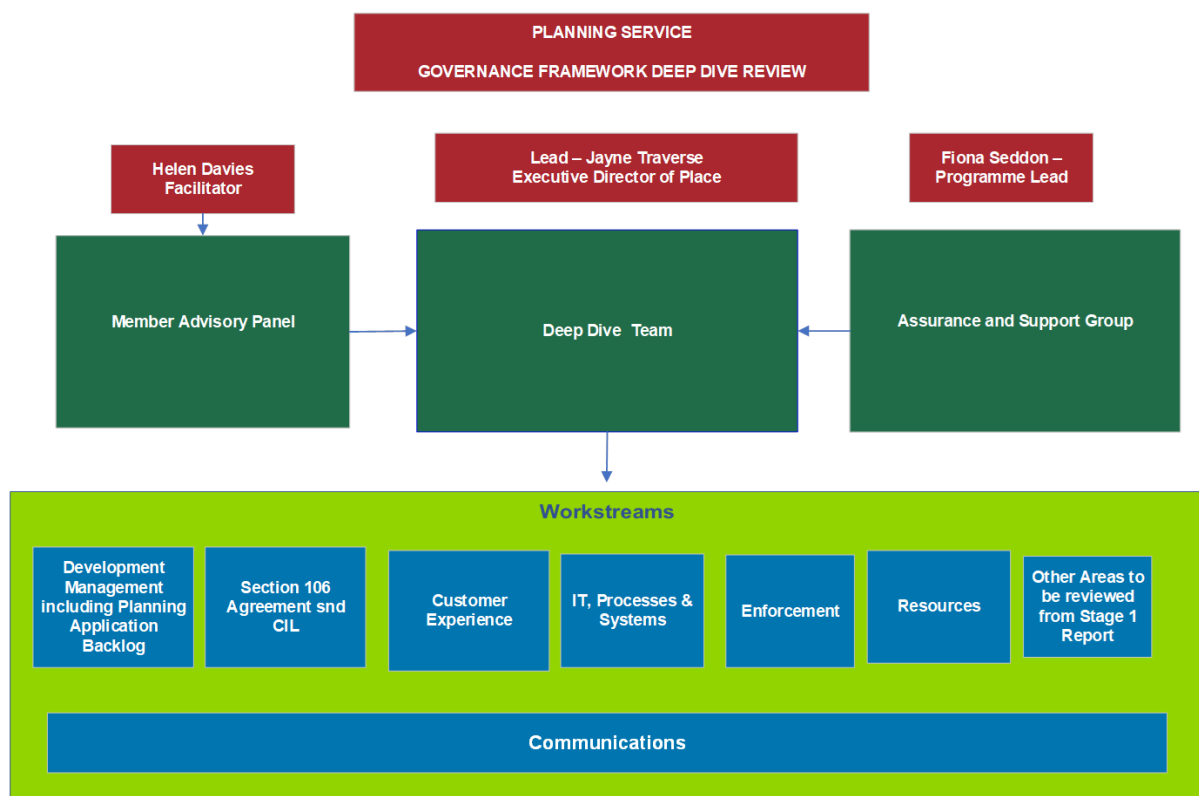 PLANNING SERVICE
GOVERNANCE FRAMEWORK DEEP DIVE REVIEW
Helen Davies
Facilitator
Lead – Jayne Traverse
Executive Director of Place
Fiona Seddon –
Programme Lead
Member Advisory Panel
Deep Dive Team
Assurance and Support Group
Workstreams
Development
Management
including Planning
Application
Backlog
Section 106
Agreement snd
CIL
Customer
Experience
IT, Processes &
Systems
Enforcement
Resources
Other Areas to
be reviewed
from Stage 1
Report
Communications